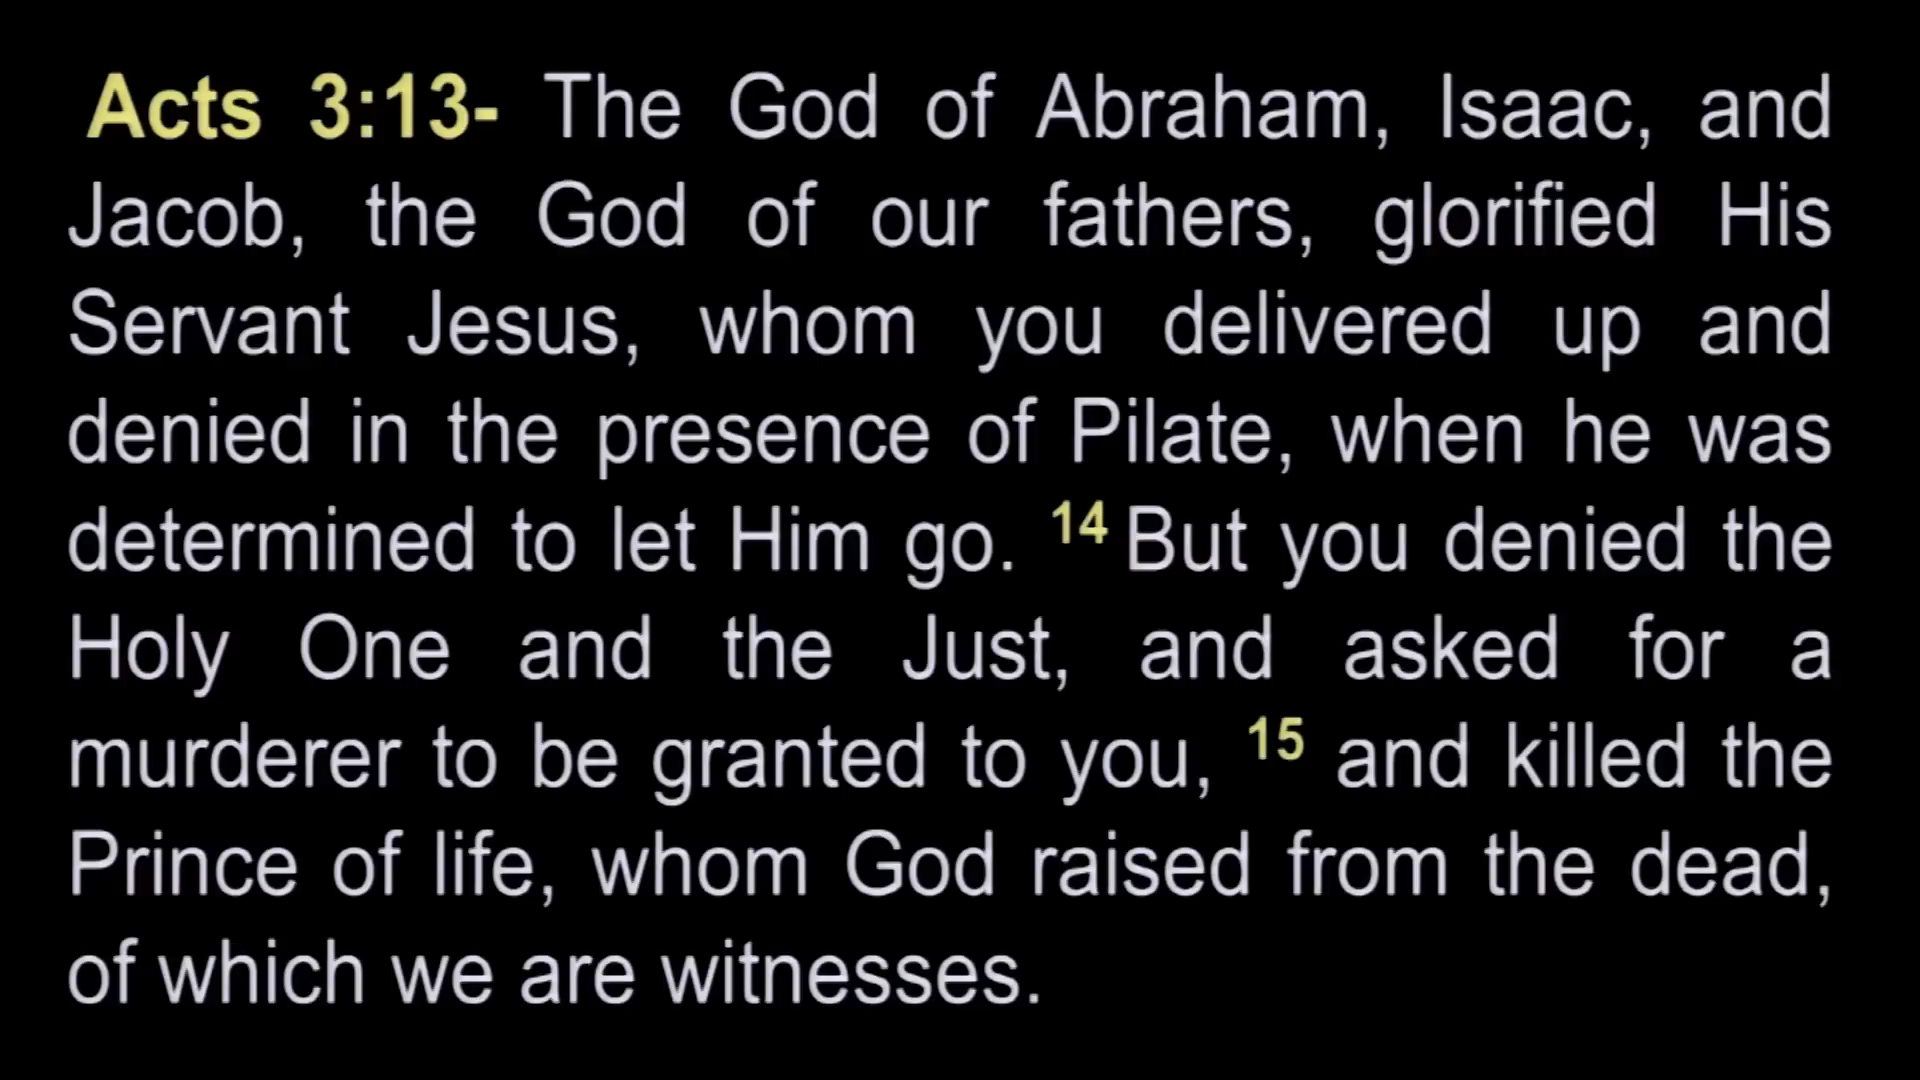 Acts 3:13- The God of Abraham, Isaac, and
Jacob, the God of our fathers, glorified His
Servant Jesus, whom you delivered up and
denied in the presence of Pilate, when he was
determined to let Him go. 14 But you denied the
Holy One and the Just, and asked for a
murderer to be granted to you, 15 and killed the
Prince of life, whom God raised from the dead,
of which we are witnesses.